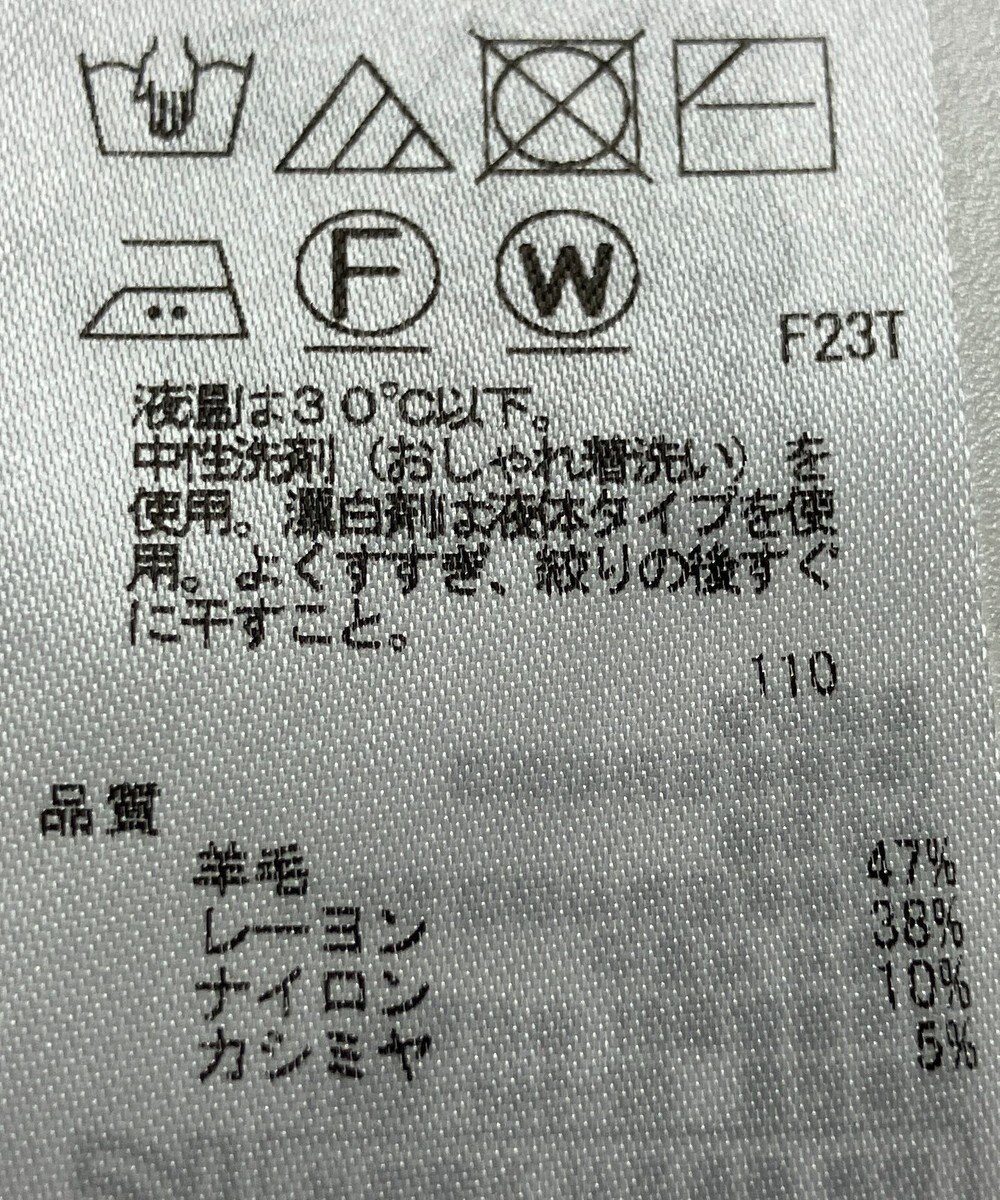 F W
F23T
液温は30℃以下。
中性洗剤（おしゃれ着洗い）を
使用。漂白剤は液体タイプを使
用。よくすすぎ、絞りの後すぐ
に干すこと。
110
品質
羊毛 47%
レーヨン 38%
ナイロン 10%
カシミヤ 5%